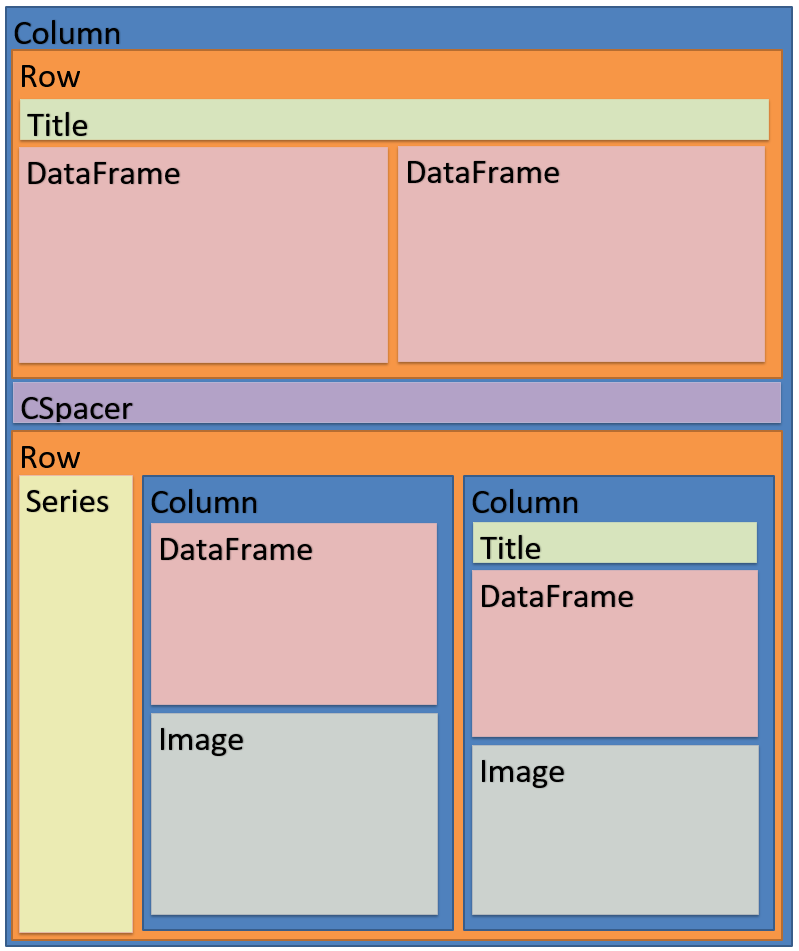 Column
Row
Title
DataFrame
DataFrame
CSpacer
Row
Series
Column
DataFrame
Image
Column
Title
DataFrame
Image